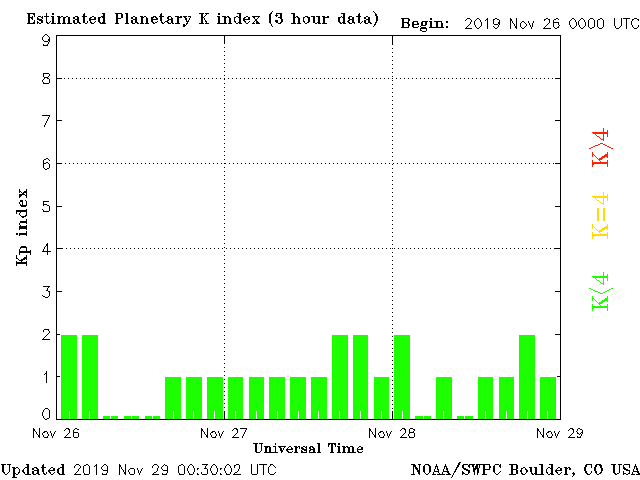 Estimated Planetary K index (3 hour data) Begin: 2019 Nov 26 0000 UTC
9
8
7
6
5
4
3
2
1
0
Kp index
K>4
K=4
K<4
Nov 26 Nov 27 Nov 28 Nov 29
Universal Time
Updated 2019 Nov 29 00:30:02 UTC NOAA/SWPC Boulder, CO USA